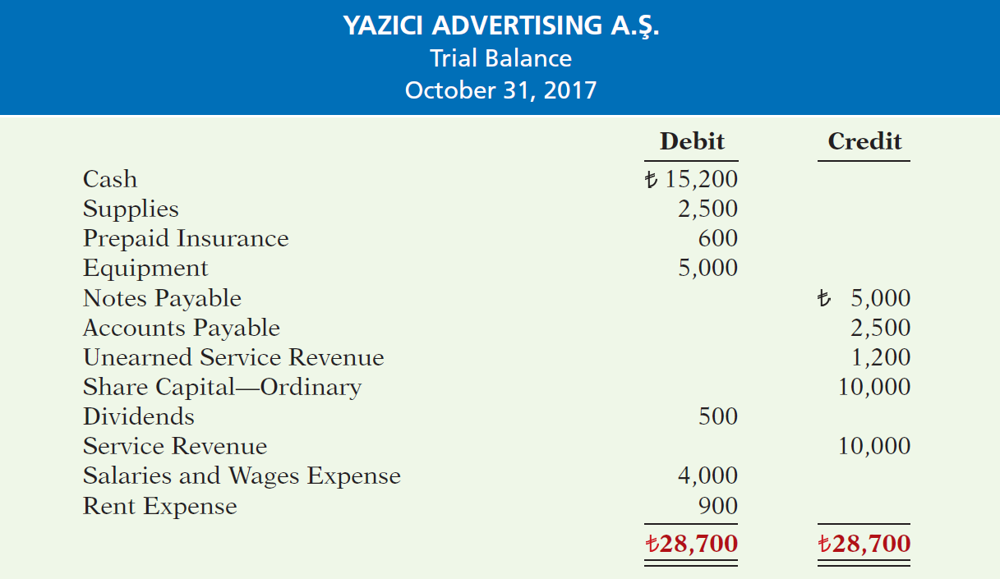 YAZICI ADVERTISING A.Ş.
Trial Balance
October 31, 2017
Debit Credit
Cash ₺ 15,200
Supplies 2,500
Prepaid Insurance 600
Equipment 5,000
Notes Payable ₺ 5,000
Accounts Payable 2,500
Unearned Service Revenue 1,200
Share Capital—Ordinary 10,000
Dividends 500
Service Revenue 10,000
Salaries and Wages Expense 4,000
Rent Expense 900
₺28,700 ₺28,700